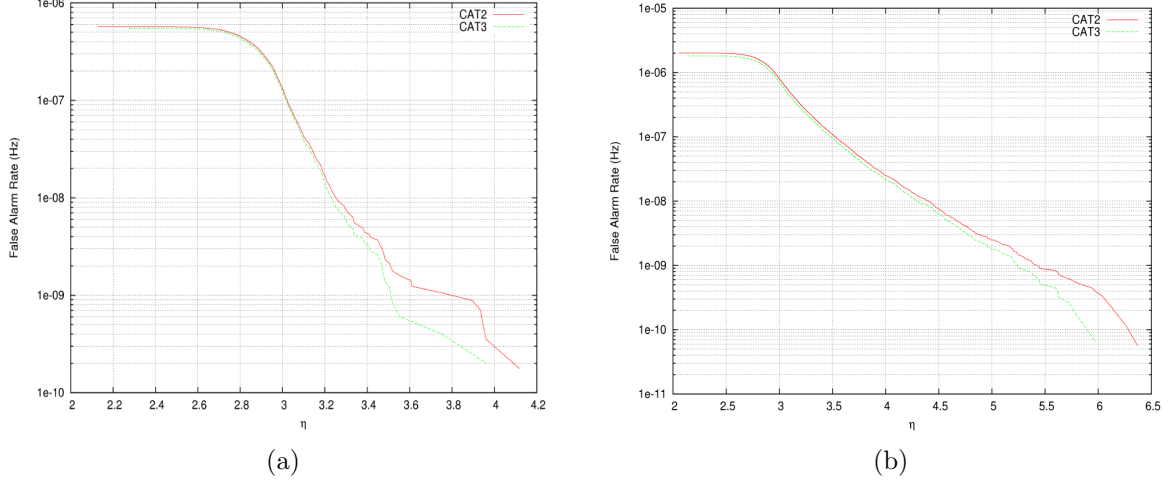 1e-06
1e-07
1e-08
1e-09
1e-10
False Alarm Rate (Hz)
CAT2
CAT3
2 2.2 2.4 2.6 2.8 3 3.2 3.4 3.6 3.8 4 4.2
η
(a)
1e-05
1e-06
1e-07
1e-08
1e-09
1e-10
1e-11
False Alarm Rate (Hz)
CAT2
CAT3
2 2.5 3 3.5 4 4.5 5 5.5 6 6.5
η
(b)